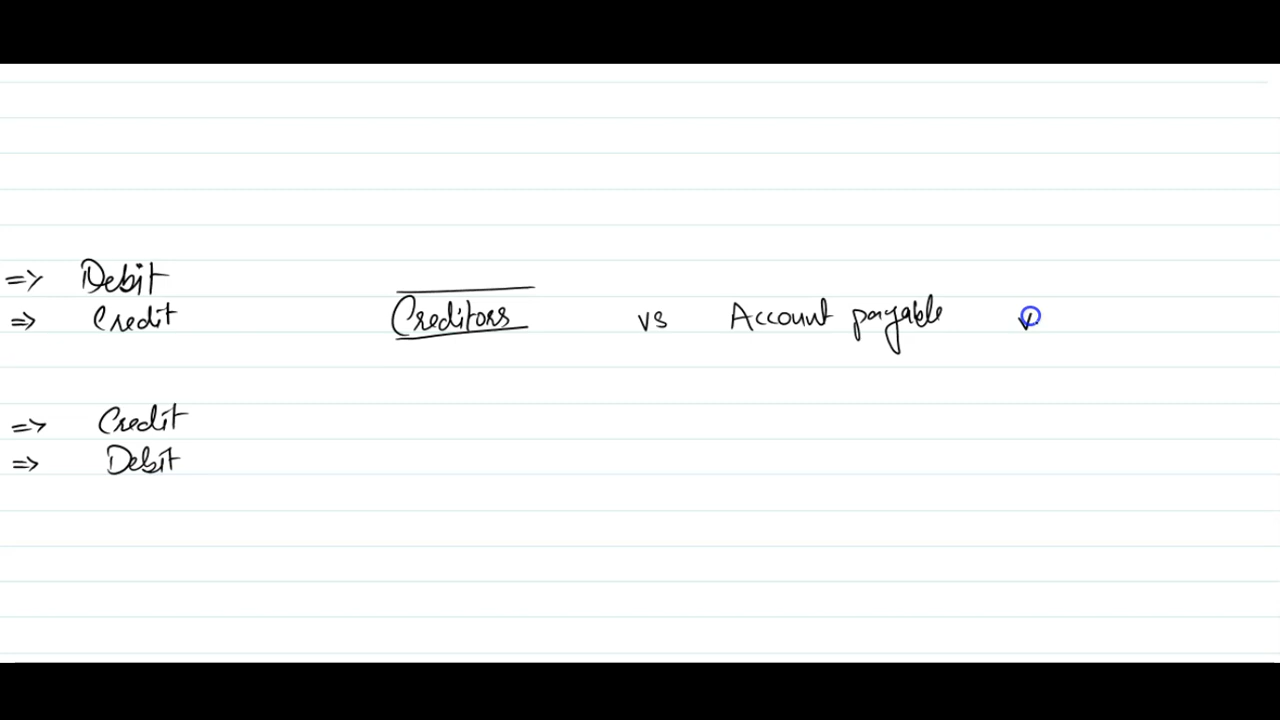 => Debit
=> Credit Creditors vs Account payable v
=> Credit
=> Debit